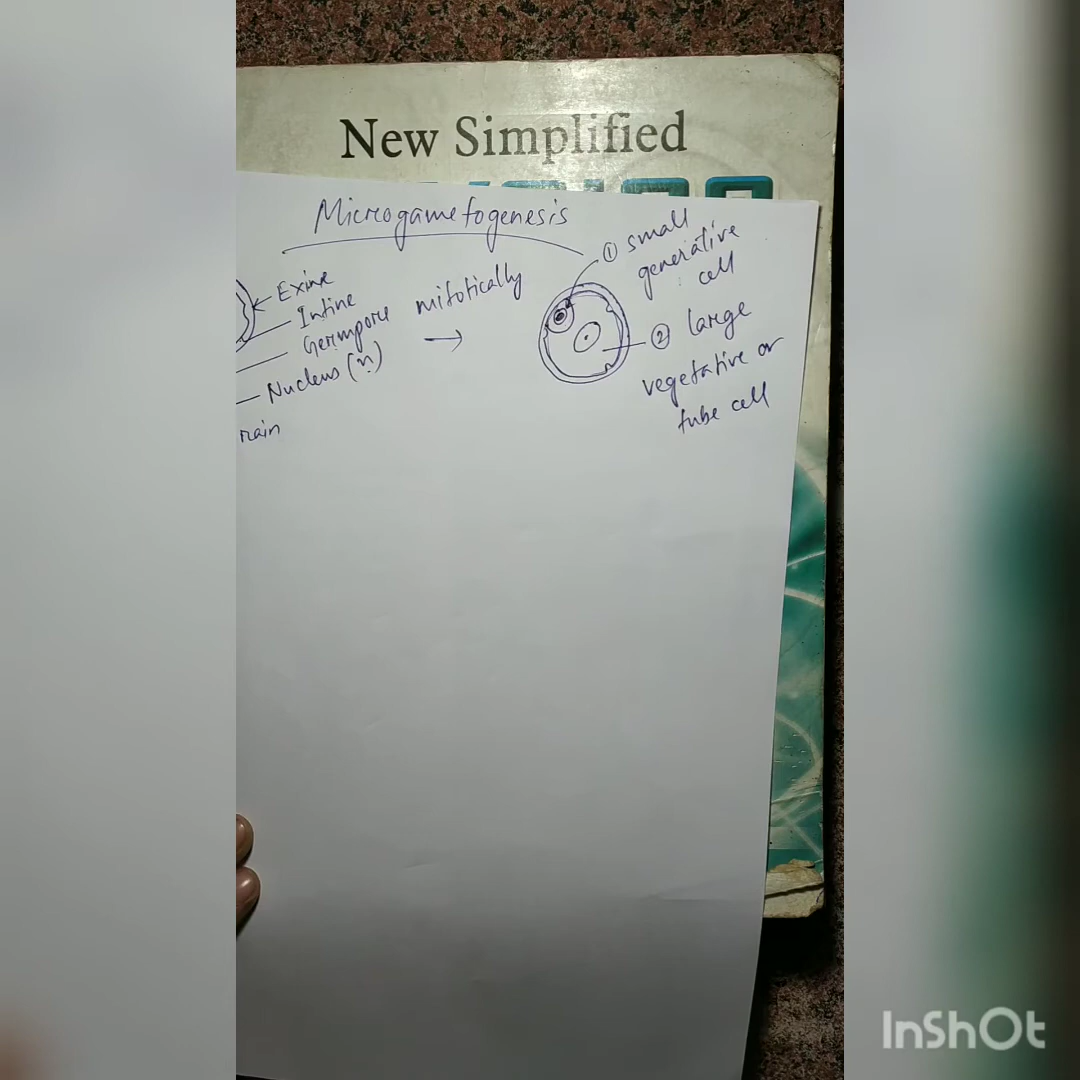 New Simplified
Microgametogenesis
Exine
Intine
Germpore
Nucleus (n)
rain
mitotically
① small
generative
cell
② large
vegetative or
tube cell
InShOt